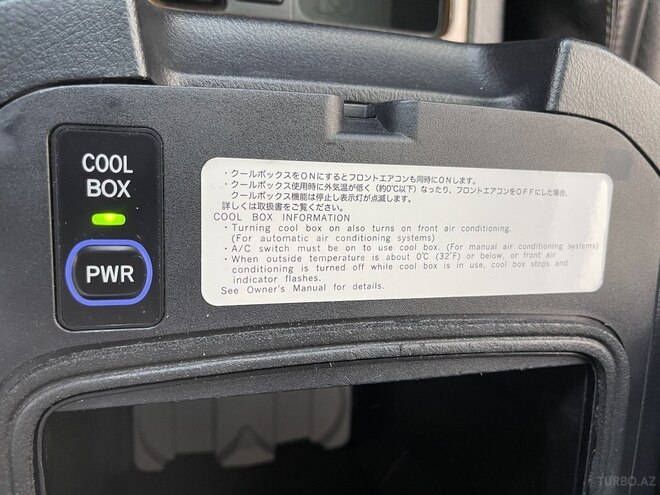 COOL
BOX
PWR
・クールボックスをONにするとフロントエアコンも同時にONします。
・クールボックス使用時に外気温が低く(約0℃以下)なったり、フロントエアコンをOFFにした場合、
クールボックス機能は停止し表示灯が点滅します。
詳しくは取扱書をご覧ください。
COOL BOX INFORMATION
・Turning cool box on also turns on front air conditioning.
(For automatic air conditioning systems)
・A/C switch must be on to use cool box. (For manual air conditioning systems)
・When outside temperature is about 0℃ (32°F) or below, or front air
conditioning is turned off while cool box is in use, cool box stops and
indicator flashes.
See Owner's Manual for details.
TURBO.AZ